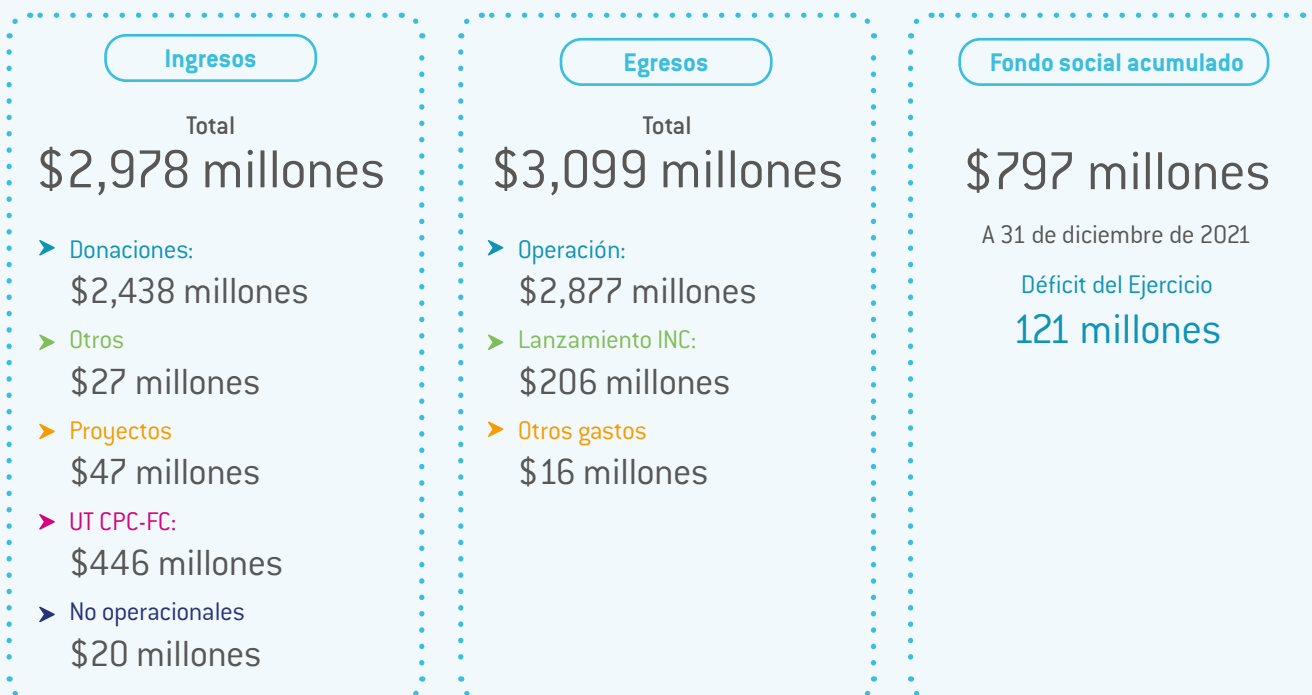 Ingresos
Total
$2,978 millones
Donaciones:
$2,438 millones
Otros
$27 millones
Proyectos
$47 millones
UT CPC-FC:
$446 millones
No operacionales
$20 millones
Egresos
Total
$3,099 millones
Operación:
$2,877 millones
Lanzamiento INC:
$206 millones
Otros gastos
$16 millones
Fondo social acumulado
$797 millones
A 31 de diciembre de 2021
Déficit del Ejercicio
121 millones